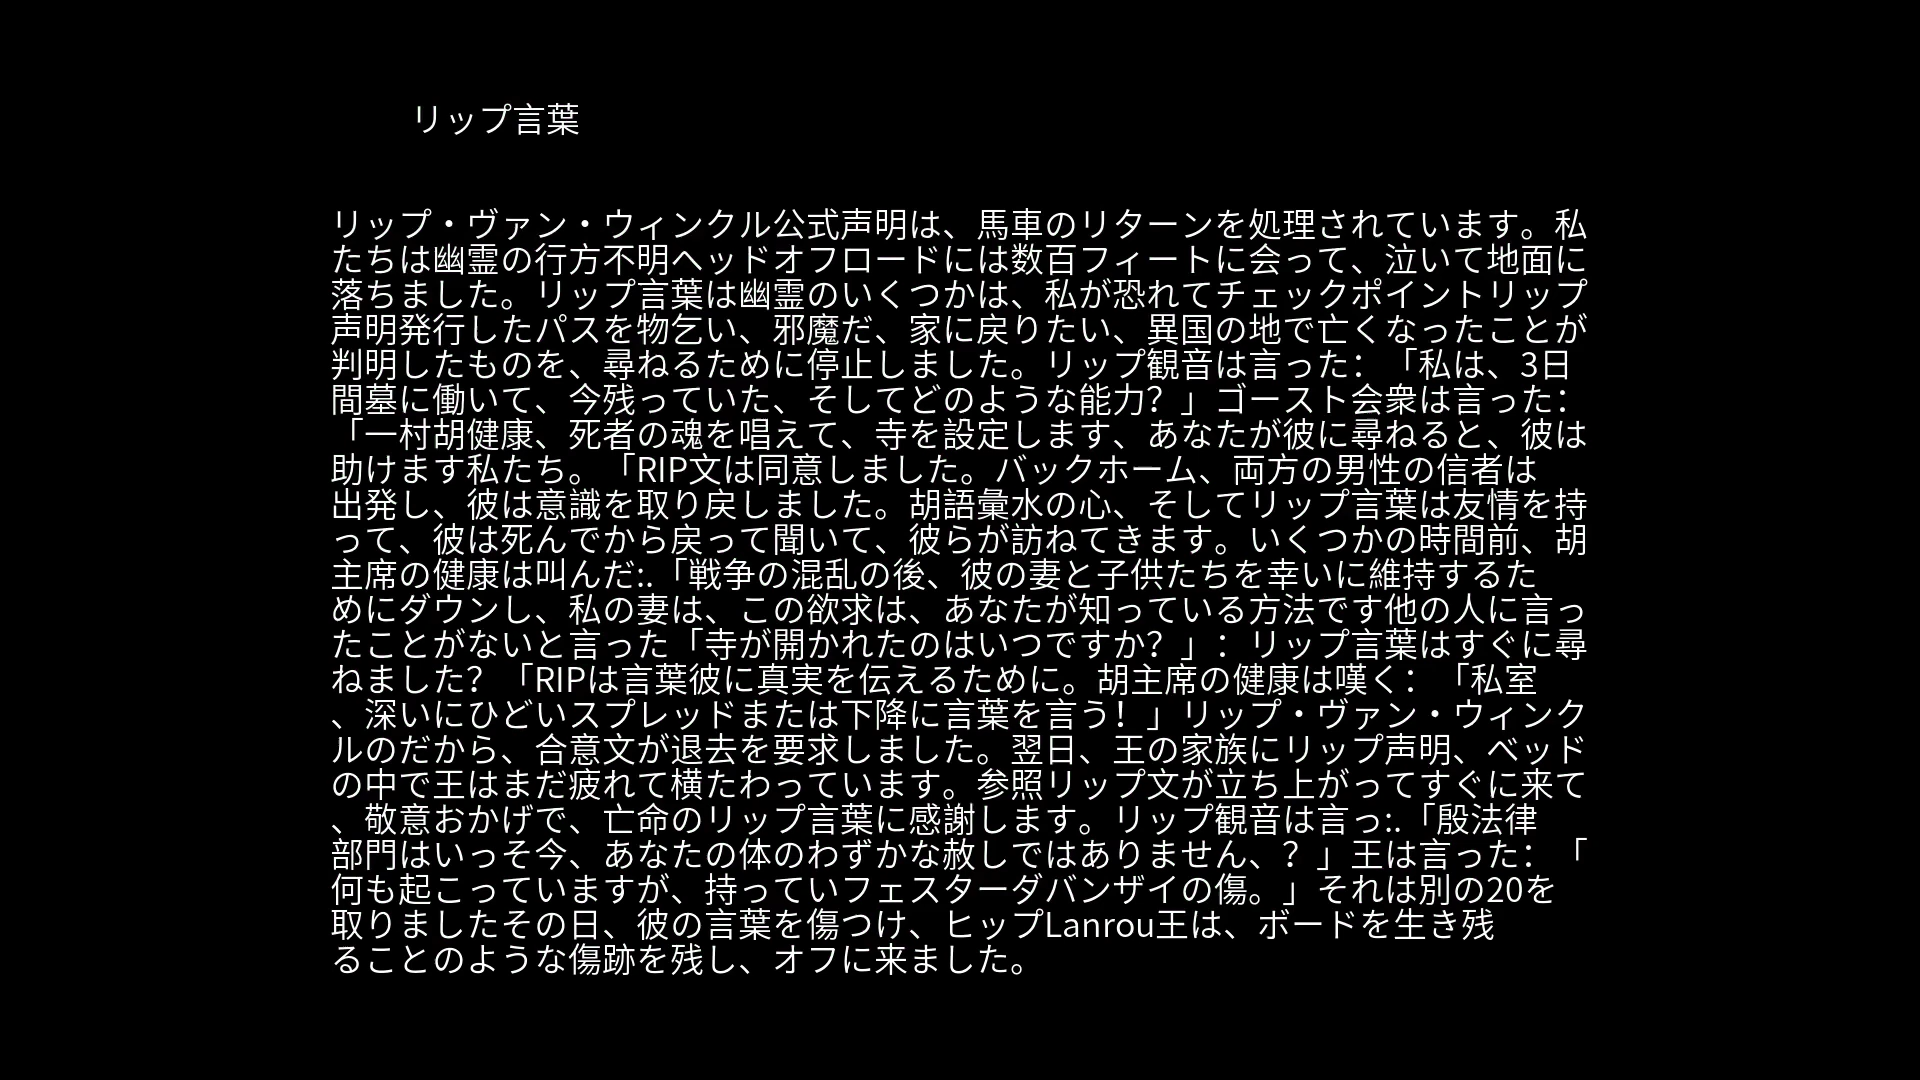 リップ言葉
リップ・ヴァン・ウィンクル公式声明は、馬車のリターンを処理されています。私
たちは幽霊の行方不明ヘッドオフロードには数百フィートに会って、泣いて地面に
落ちました。リップ言葉は幽霊のいくつかは、私が恐れてチェックポイントリップ
声明発行したパスを物乞い、邪魔だ、家に戻りたい、異国の地で亡くなったことが
判明したものを、尋ねるために停止しました。リップ観音は言った：「私は、3日
間墓に働いて、今残っていた、そしてどのような能力？」ゴースト会衆は言った：
「一村胡健康、死者の魂を唱えて、寺を設定します、あなたが彼に尋ねると、彼は
助けます私たち。「RIP文は同意しました。バックホーム、両方の男性の信者は
出発し、彼は意識を取り戻しました。胡語彙水の心、そしてリップ言葉は友情を持
って、彼は死んでから戻って聞いて、彼らが訪ねてきます。いくつかの時間前、胡
主席の健康は叫んだ:.「戦争の混乱の後、彼の妻と子供たちを幸いに維持するた
めにダウンし、私の妻は、この欲求は、あなたが知っている方法です他の人に言っ
たことがないと言った「寺が開かれたのはいつですか？」：リップ言葉はすぐに尋
ねました？「RIPは言葉彼に真実を伝えるために。胡主席の健康は嘆く：「私室
、深いにひどいスプレッドまたは下降に言葉を言う！」リップ・ヴァン・ウィンク
ルのだから、合意文が退去を要求しました。翌日、王の家族にリップ声明、ベッド
の中で王はまだ疲れて横たわっています。参照リップ文が立ち上がってすぐに来て
、敬意おかげで、亡命のリップ言葉に感謝します。リップ観音は言っ:.「殷法律
部門はいっそ今、あなたの体のわずかな赦しではありません、？」王は言った：「
何も起こっていますが、持っていフェスターダバンザイの傷。」それは別の20を
取りましたその日、彼の言葉を傷つけ、ヒップLanrou王は、ボードを生き残
ることのような傷跡を残し、オフに来ました。